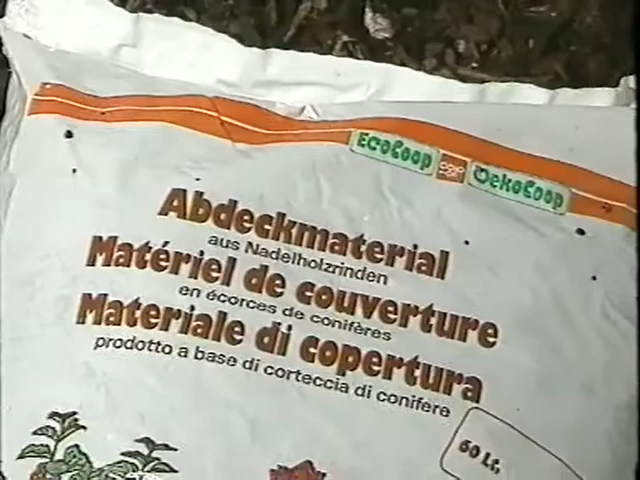 EcoCoop coop OekoCoop
Abdeckmaterial
aus Nadelholzrinden
Matériel de couverture
en écorces de conifères
Materiale di copertura
prodotto a base di corteccia di conifere
60 Lt.